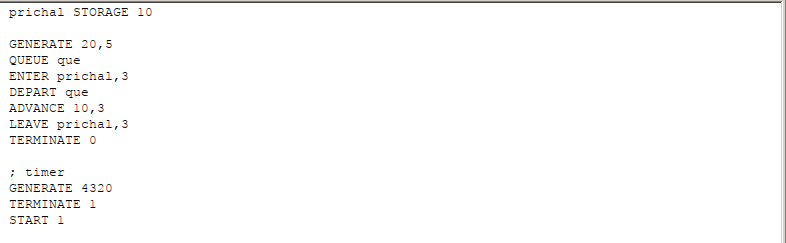 prichal STORAGE 10
GENERATE 20,5
QUEUE que
ENTER prichal,3
DEPART que
ADVANCE 10,3
LEAVE prichal,3
TERMINATE 0
; timer
GENERATE 4320
TERMINATE 1
START 1